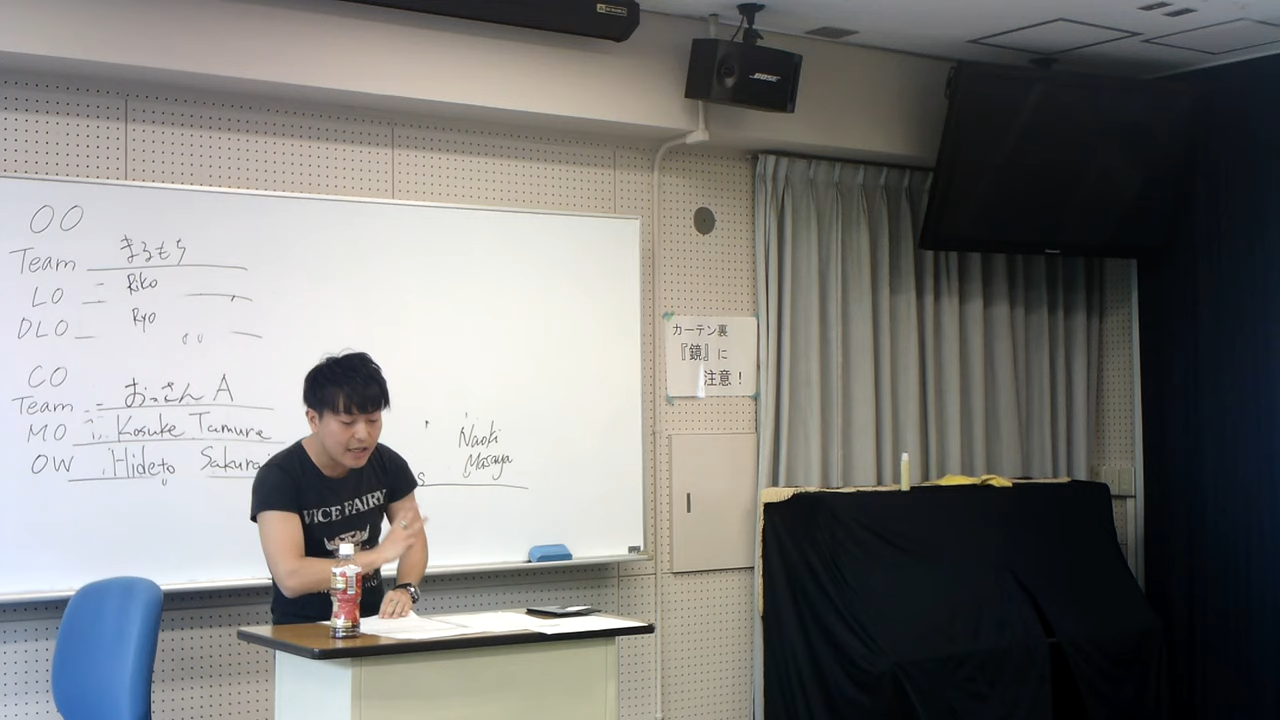 OO
Team まるもち
LO Riko
DLO Ryo
CO
Team おっさんA
MO Kosuke Tamura
OW Hideto Sakurai
Naoki
Masaya
VICE FAIRY
BOSE
カーテン裏
『鏡』に
注意！